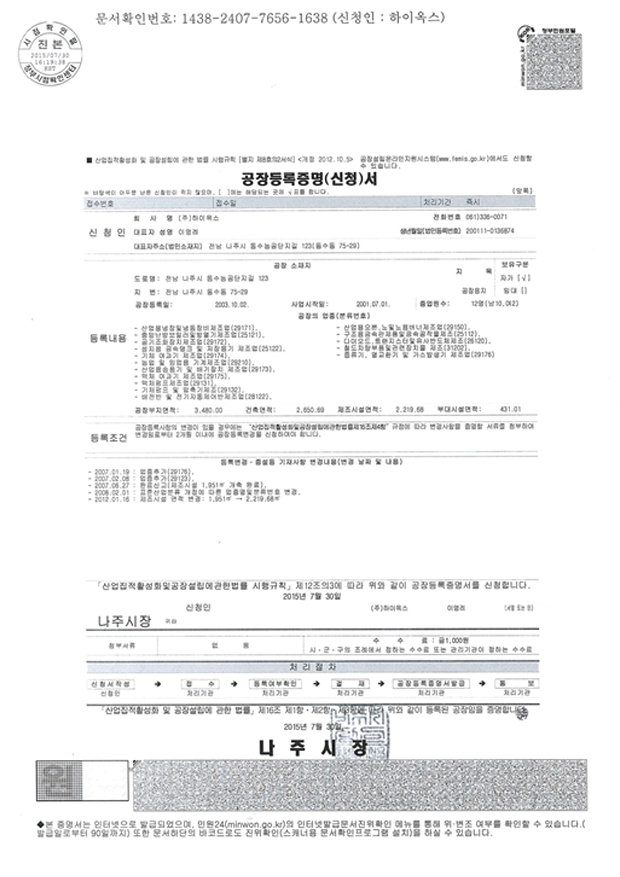 문서확인번호: 1438-2407-7656-1638 (신청인 : 하이옥스)
시점확인필
진본
2015/07/30
16:19:38
KST
정부시점확인센터
정부민원포털
minwon.go.kr
■ 산업집적활성화 및 공장설립에 관한 법률 시행규칙 [별지 제8호의2서식] <개정 2012.10.5> 공장설립온라인지원시스템(www.femis.go.kr)에서도 신청할 수 있습니다.
공장등록증명(신청)서
※ 바탕색이 어두운 난은 신청인이 적지 않으며, [ ]에는 해당되는 곳에 √표를 합니다. (앞쪽)
접수번호 접수일 처리기간 즉시
신청인
회 사 명 (주)하이옥스 전화번호 061)336-0071
대표자 성명 이영래 생년월일(법인등록번호) 200111-0136874
대표자주소(법인소재지) 전남 나주시 동수농공단지길 123(동수동 75-29)
등록내용
공장 소재지 지 목 보유구분
도로명: 전남 나주시 동수농공단지길 123 자가 [√]
지 번: 전남 나주시 동수동 75-29 공장용지 임대 []
공장등록일: 2003.10.02. 사업시작일: 2001.07.01. 종업원수: 12명(남10,여2)
공장의 업종(분류번호)
- 산업용냉장및냉동장비제조업(29171),
- 중앙난방보일러및방열기제조업(25121),
- 공기조화장치제조업(29172)
- 설치용 금속탱크 및 저장용기 제조업(25122)
- 기체 여과기 제조업(29174)
- 농업 및 임업용 기계제조업(29210)
- 산업용송풍기 및 배기장치 제조업(29173)
- 액체 여과기 제조업(29175)
- 액체펌프제조업(29131)
- 기체펌프 및 압축기제조업(29132)
- 배전반 및 전기자동제어반제조업(28122),
- 산업용오븐,노및노용버너제조업(29150),
- 구조용금속판제품및금속공작물제조업(25112)
- 다이오드,트랜지스터및유사반도체제조업(26120)
- 철도차량부품및관련장치물 제조(31202)
- 증류기, 열교환기 및 가스발생기 제조업(29176)
공장부지면적: 3,480.00 건축면적: 2,650.69 제조시설면적: 2,219.68 부대시설면적: 431.01
등록조건
공장등록사항의 변경이 있을 경우에는 "산업집적활성화및공장설립에관한법률제16조제4항" 규정에 따라 변경사항을 증명할 서류를 첨부하여
변경일로부터 2개월 이내에 공장등록변경을 신청하여야 합니다.
등록변경ㆍ증설등 기재사항 변경내용(변경 날짜 및 내용)
- 2007.01.19 : 업종추가(29176),
- 2007.02.08 : 업종추가(29123),
- 2007.06.27 : 완료신고(제조시설 1,951㎡ 개축 완료),
- 2008.02.01 : 표준산업분류 개정에 따른 업종명및분류번호 변경,
- 2012.01.16 : 제조시설 면적 변경: 1,951㎡ → 2,219.68㎡
「산업집적활성화및공장설립에관한법률 시행규칙」제12조의3에 따라 위와 같이 공장등록증명서를 신청합니다.
2015년 7월 30일
신청인 (주)하이옥스 이영래 (서명 또는 인)
나주시장 귀하
첨부서류 없 음
수 수 료 : 금1,000원
시ㆍ군ㆍ구의 조례에서 정하는 수수료 또는 관리기관이 정하는 수수료
처리절차
신청서작성 → 접 수 → 등록여부확인 → 결 재 → 공장등록증명서발급 → 통 보
신청인 처리기관 처리기관 처리기관 처리기관 처리기관
「산업집적활성화 및 공장설립에 관한 법률」제16조 제1항ㆍ제2항ㆍ제3항에 따라 위와 같이 등록된 공장임을 증명합니다.
2015년 7월 30일
나 주 시 장
◆본 증명서는 인터넷으로 발급되었으며, 민원24(minwon.go.kr)의 인터넷발급문서진위확인 메뉴를 통해 위·변조 여부를 확인할 수 있습니다.(
발급일로부터 90일까지) 또한 문서하단의 바코드로도 진위확인(스캐너용 문서확인프로그램 설치)을 하실 수 있습니다.